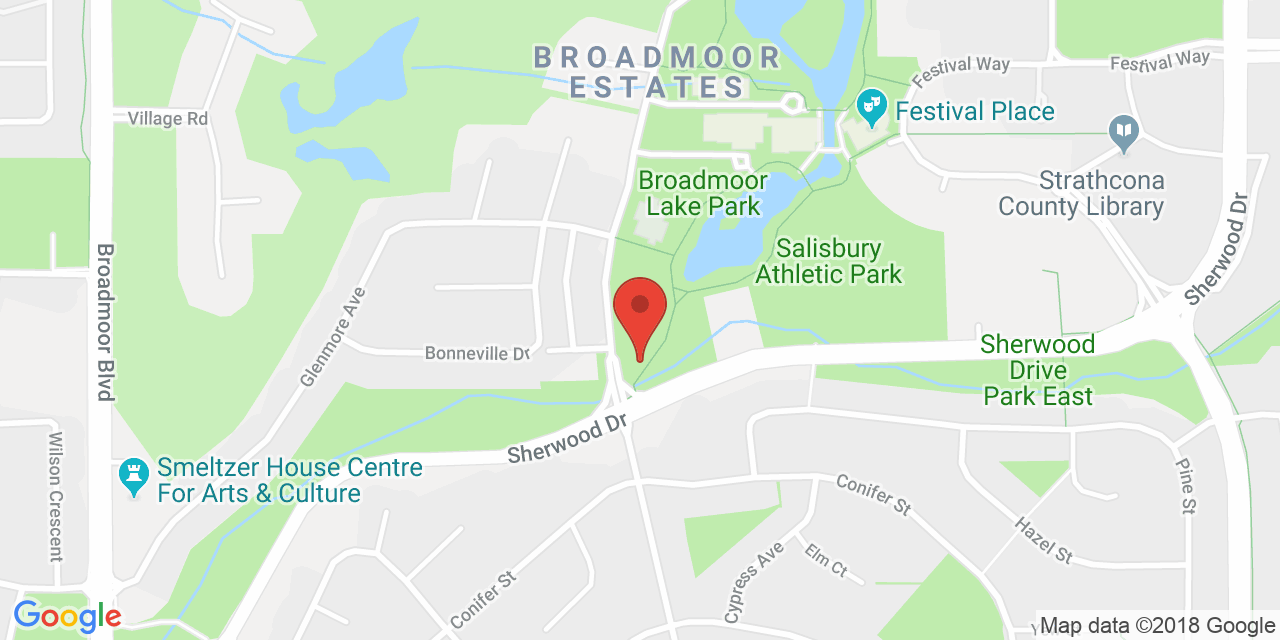 BROADMOOR
ESTATES
Festival Way
Festival Way
Village Rd
Festival Place
Broadmoor
Lake Park
Strathcona
County Library
Salisbury
Athletic Park
Sherwood Dr
Broadmoor Blvd
Glenmore Ave
Bonneville Dr
Sherwood
Drive
Park East
Sherwood Dr
Wilson Crescent
Smeltzer House Centre
For Arts & Culture
Conifer St
Pine St
Hazel St
Elm Ct
Cypress Ave
Conifer St
Google
Map data ©2018 Google